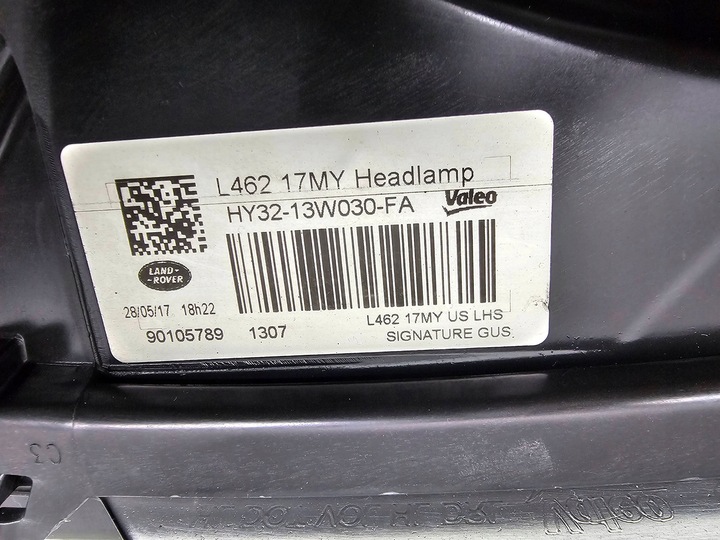 L462 17MY Headlamp
HY32-13W030-FA Valeo
LAND-
-ROVER
28/05/17 18h22
L462 17MY US LHS
90105789 1307 SIGNATURE GUS
C3